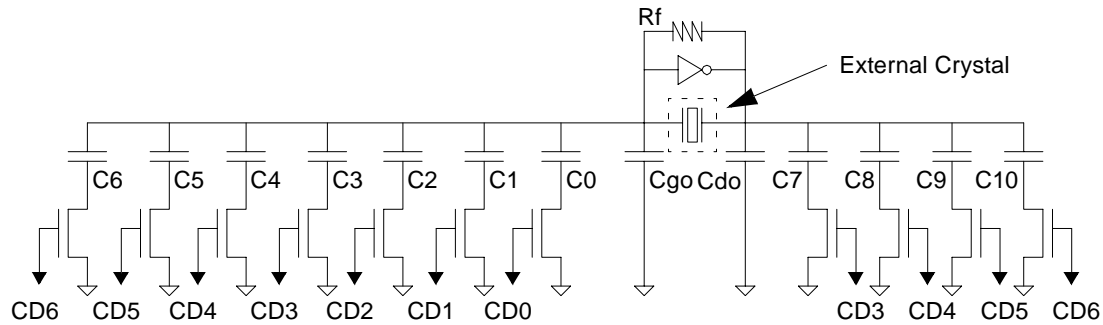 Rf
External Crystal
C6 C5 C4 C3 C2 C1 C0 Cgo Cdo C7 C8 C9 C10
CD6 CD5 CD4 CD3 CD2 CD1 CD0 CD3 CD4 CD5 CD6